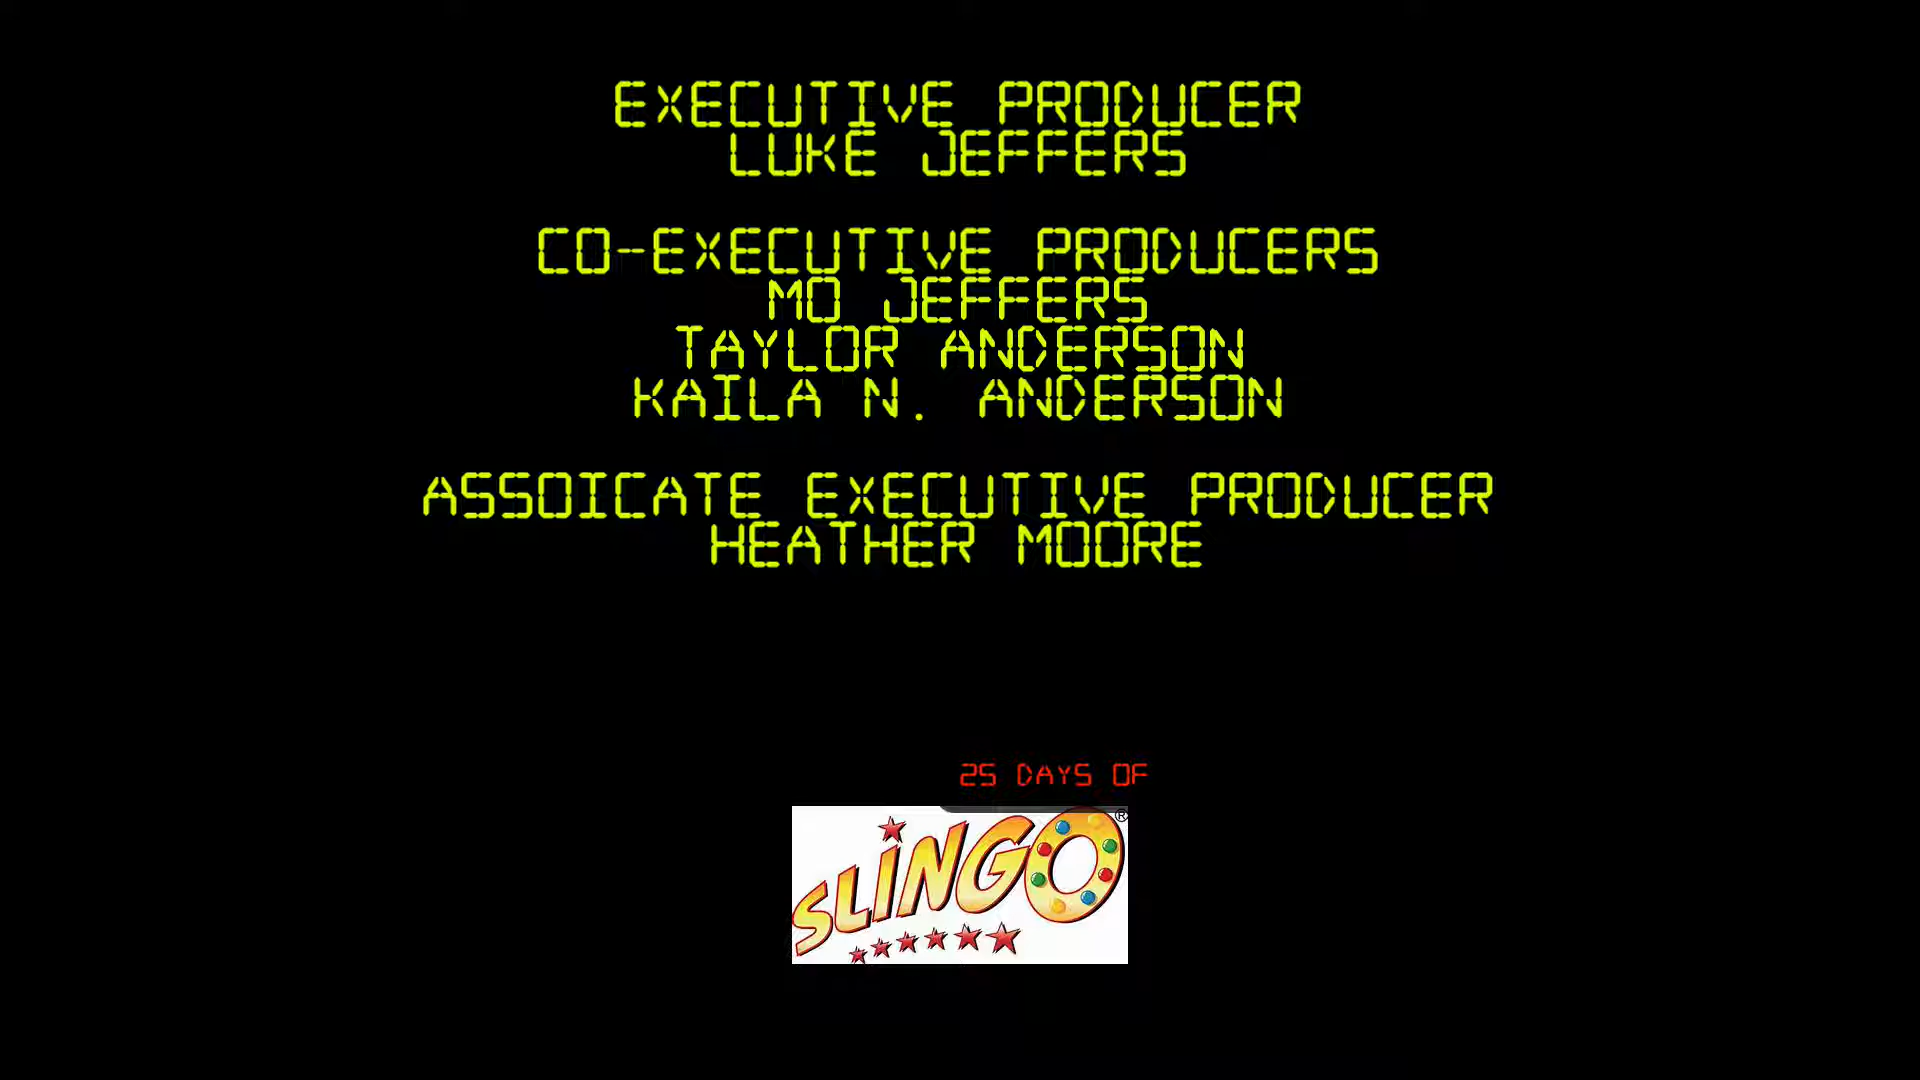 EXECUTIVE PRODUCER
LUKE JEFFERS
CO-EXECUTIVE PRODUCERS
MO JEFFERS
TAYLOR ANDERSON
KAILA N. ANDERSON
ASSOICATE EXECUTIVE PRODUCER
HEATHER MOORE
25 DAYS OF
SLINGO®